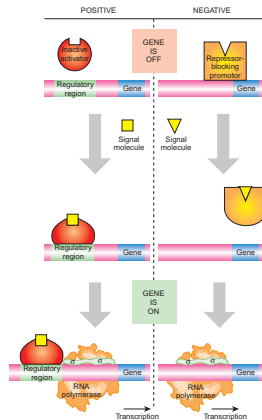 POSITIVE
NEGATIVE
Inactive
activator
GENE
IS
OFF
Repressor-
blocking
promotor
Regulatory
region
Gene
Gene
Signal
molecule
Signal
molecule
Regulatory
region
Gene
Gene
GENE
IS
ON
σ
σ
σ
σ
Regulatory
region
Gene
Gene
RNA
polymerase
RNA
polymerase
Transcription
Transcription